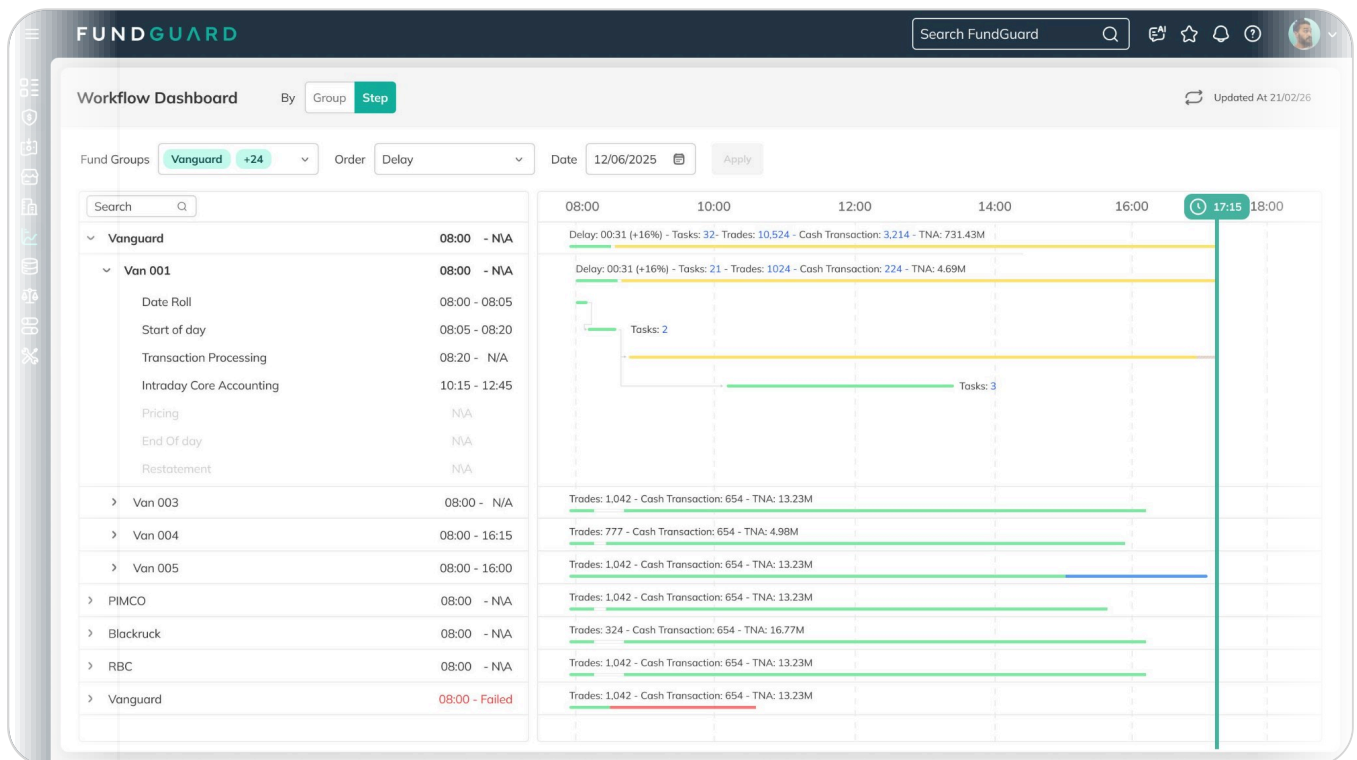 FUNDGUARD
Search FundGuard
AI
Workflow Dashboard By Group Step
Updated At 21/02/26
Fund Groups Vanguard +24 Order Delay Date 12/06/2025 Apply
Search 08:00 10:00 12:00 14:00 16:00 17:15 18:00
Vanguard 08:00 - N\A Delay: 00:31 (+16%) - Tasks: 32- Trades: 10,524 - Cash Transaction: 3,214 - TNA: 731.43M
Van 001 08:00 - N\A Delay: 00:31 (+16%) - Tasks: 21 - Trades: 1024 - Cash Transaction: 224 - TNA: 4.69M
Date Roll 08:00 - 08:05
Start of day 08:05 - 08:20 Tasks: 2
Transaction Processing 08:20 - N/A
Intraday Core Accounting 10:15 - 12:45 Tasks: 3
Pricing N\A
End Of day N\A
Restatement N\A
Van 003 08:00 - N/A Trades: 1,042 - Cash Transaction: 654 - TNA: 13.23M
Van 004 08:00 - 16:15 Trades: 777 - Cash Transaction: 654 - TNA: 4.98M
Van 005 08:00 - 16:00 Trades: 1,042 - Cash Transaction: 654 - TNA: 13.23M
PIMCO 08:00 - N\A Trades: 1,042 - Cash Transaction: 654 - TNA: 13.23M
Blackruck 08:00 - N\A Trades: 324 - Cash Transaction: 654 - TNA: 16.77M
RBC 08:00 - N\A Trades: 1,042 - Cash Transaction: 654 - TNA: 13.23M
Vanguard 08:00 - Failed Trades: 1,042 - Cash Transaction: 654 - TNA: 13.23M